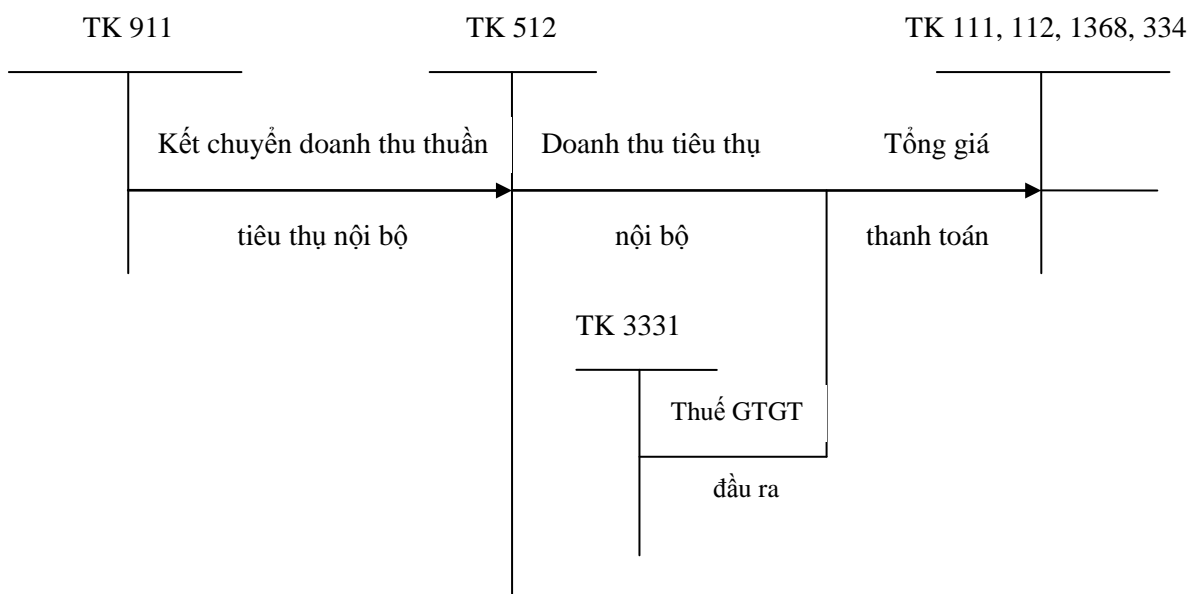 TK 911
TK 512
TK 111, 112, 1368, 334
Kết chuyển doanh thu thuần
Doanh thu tiêu thụ
Tổng giá
tiêu thụ nội bộ
nội bộ
thanh toán
TK 3331
Thuế GTGT
đầu ra